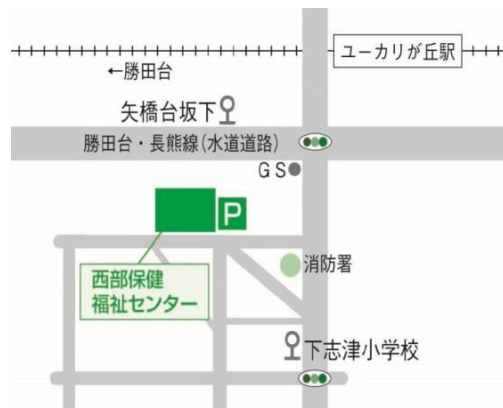 ユーカリが丘駅
←勝田台
矢橋台坂下
勝田台・長熊線(水道道路)
GS
P
西部保健
福祉センター
消防署
下志津小学校